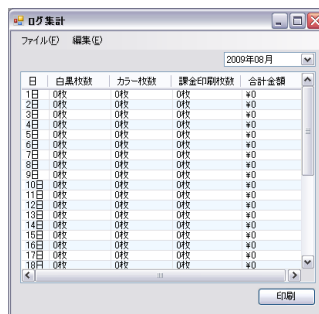 ログ集計
ファイル(F) 編集(E)
2009年08月
日 白黒枚数 カラー枚数 課金印刷枚数 合計金額
1日 0枚 0枚 0枚 ¥0
2日 0枚 0枚 0枚 ¥0
3日 0枚 0枚 0枚 ¥0
4日 0枚 0枚 0枚 ¥0
5日 0枚 0枚 0枚 ¥0
6日 0枚 0枚 0枚 ¥0
7日 0枚 0枚 0枚 ¥0
8日 0枚 0枚 0枚 ¥0
9日 0枚 0枚 0枚 ¥0
10日 0枚 0枚 0枚 ¥0
11日 0枚 0枚 0枚 ¥0
12日 0枚 0枚 0枚 ¥0
13日 0枚 0枚 0枚 ¥0
14日 0枚 0枚 0枚 ¥0
15日 0枚 0枚 0枚 ¥0
16日 0枚 0枚 0枚 ¥0
17日 0枚 0枚 0枚 ¥0
18日 0枚 0枚 0枚 ¥0
印刷